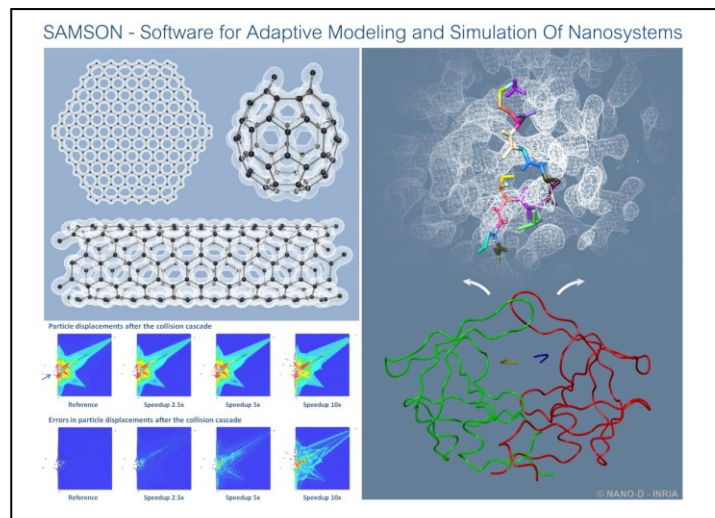 SAMSON - Software for Adaptive Modeling and Simulation Of Nanosystems
Particle displacements after the collision cascade
Reference Speedup 2.5x Speedup 5x Speedup 10x
Errors in particle displacements after the collision cascade
Reference Speedup 2.5x Speedup 5x Speedup 10x
© NANO-D - INRIA